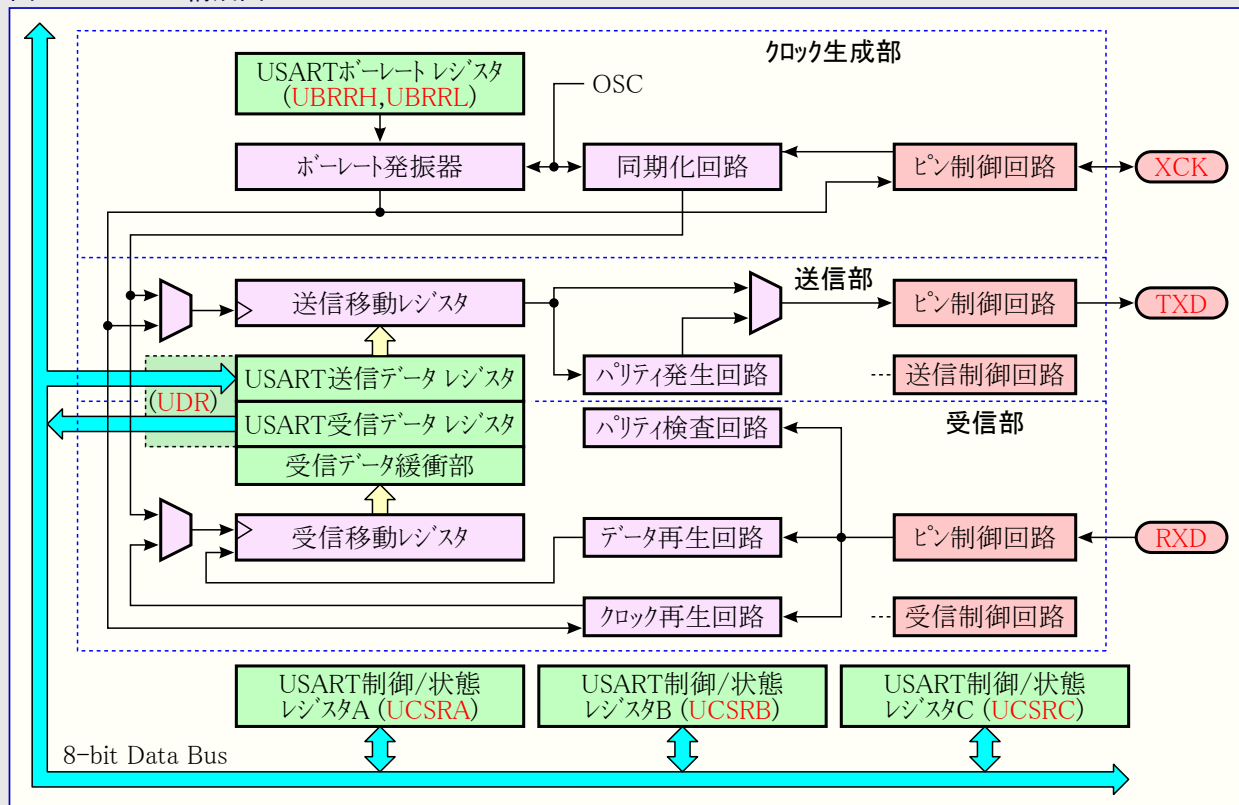 クロック生成部
USARTボーレート レジスタ
(UBRRH,UBRRL)
OSC
ボーレート発振器
同期化回路
ピン制御回路
XCK
送信部
送信移動レジスタ
ピン制御回路
TXD
USART送信データ レジスタ
パリティ発生回路
送信制御回路
(UDR)
USART受信データ レジスタ
パリティ検査回路
受信部
受信データ緩衝部
受信移動レジスタ
データ再生回路
ピン制御回路
RXD
クロック再生回路
受信制御回路
USART制御/状態
レジスタA (UCSRA)
USART制御/状態
レジスタB (UCSRB)
USART制御/状態
レジスタC (UCSRC)
8-bit Data Bus